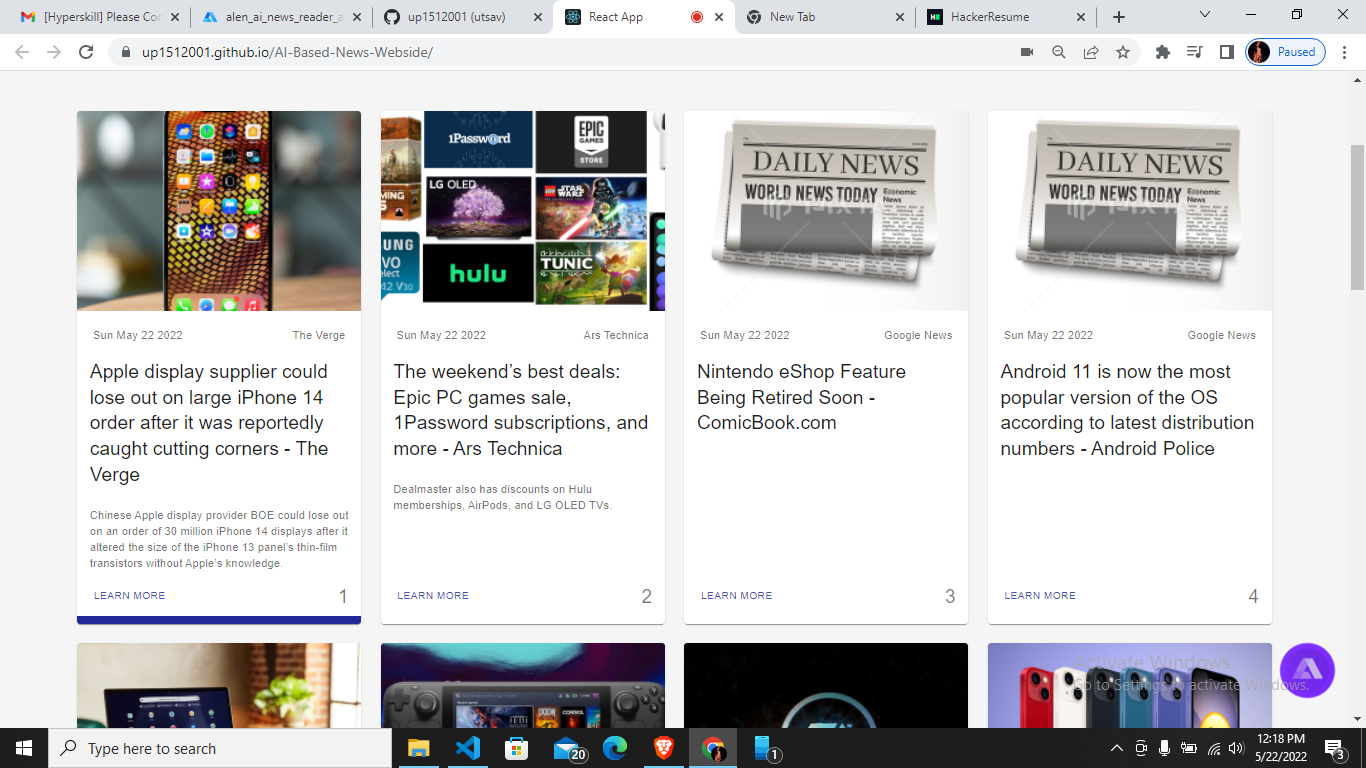 [Hyperskill] Please Con
alen_ai_news_reader_a
up1512001 (utsav)
React App
New Tab
HackerResume
up1512001.github.io/AI-Based-News-Webside/
Paused
1Password
EPIC
GAMES
STORE
LG OLED
LEGO
STAR
WARS
hulu
TUNIC
DAILY NEWS
WORLD NEWS TODAY
Economic
News
DAILY NEWS
WORLD NEWS TODAY
Economic
News
Sun May 22 2022
The Verge
Apple display supplier could
lose out on large iPhone 14
order after it was reportedly
caught cutting corners - The
Verge
Chinese Apple display provider BOE could lose out
on an order of 30 million iPhone 14 displays after it
altered the size of the iPhone 13 panel's thin-film
transistors without Apple's knowledge.
LEARN MORE
1
Sun May 22 2022
Ars Technica
The weekend's best deals:
Epic PC games sale,
1Password subscriptions, and
more - Ars Technica
Dealmaster also has discounts on Hulu
memberships, AirPods, and LG OLED TVs.
LEARN MORE
2
Sun May 22 2022
Google News
Nintendo eShop Feature
Being Retired Soon -
ComicBook.com
LEARN MORE
3
Sun May 22 2022
Google News
Android 11 is now the most
popular version of the OS
according to latest distribution
numbers - Android Police
LEARN MORE
4
DOOM
CONTROL
Activate Windows
Go to Settings to activate Windows.
Type here to search
20
1
12:18 PM
5/22/2022
3